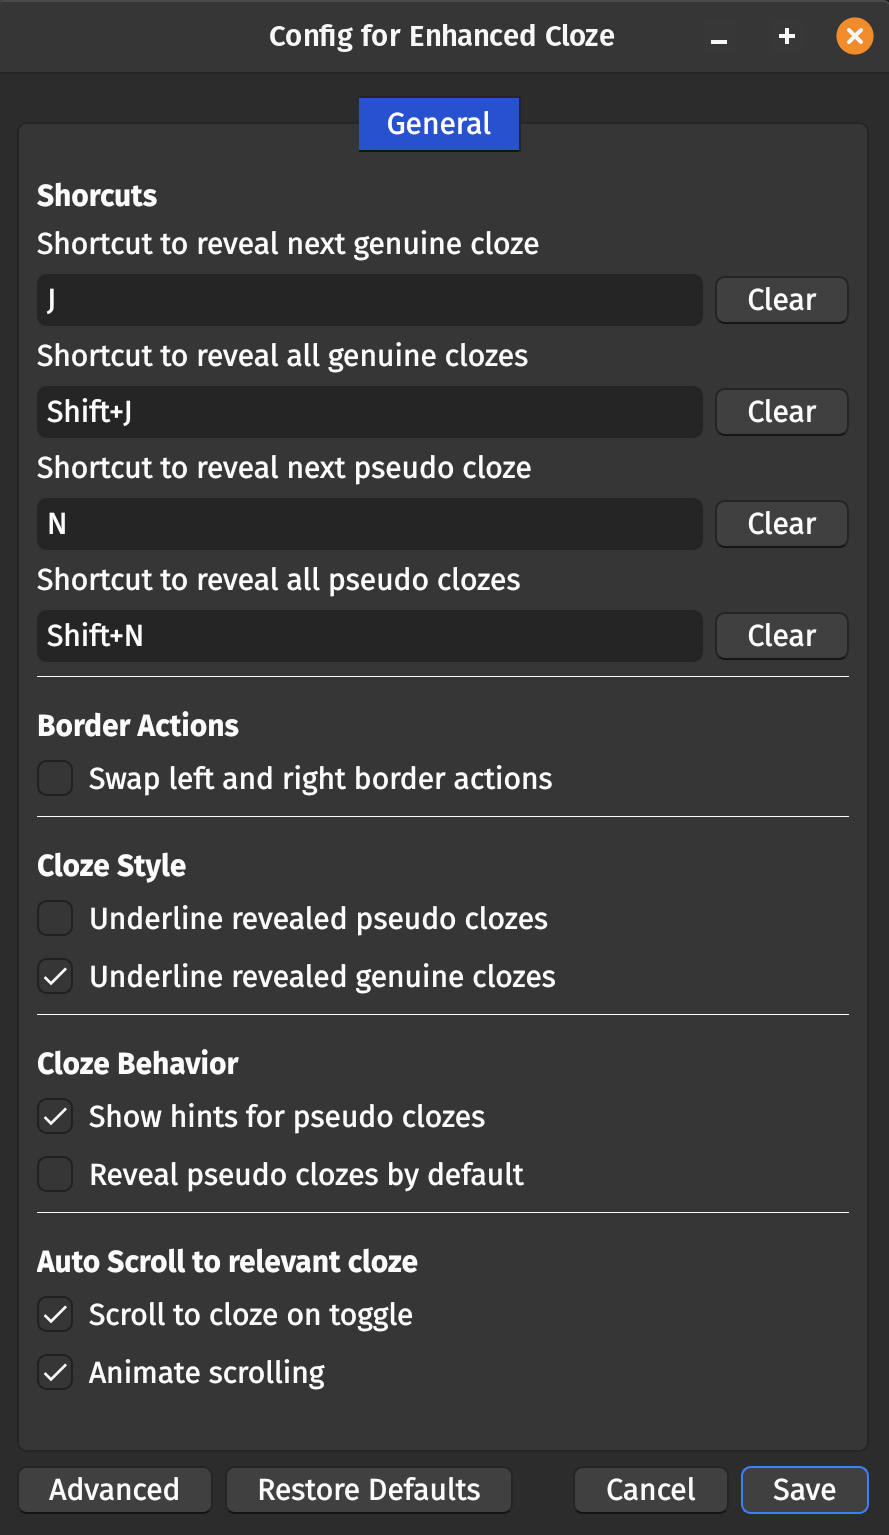 Config for Enhanced Cloze
General
Shorcuts
Shortcut to reveal next genuine cloze
J Clear
Shortcut to reveal all genuine clozes
Shift+J Clear
Shortcut to reveal next pseudo cloze
N Clear
Shortcut to reveal all pseudo clozes
Shift+N Clear
Border Actions
Swap left and right border actions
Cloze Style
Underline revealed pseudo clozes
Underline revealed genuine clozes
Cloze Behavior
Show hints for pseudo clozes
Reveal pseudo clozes by default
Auto Scroll to relevant cloze
Scroll to cloze on toggle
Animate scrolling
Advanced Restore Defaults Cancel Save